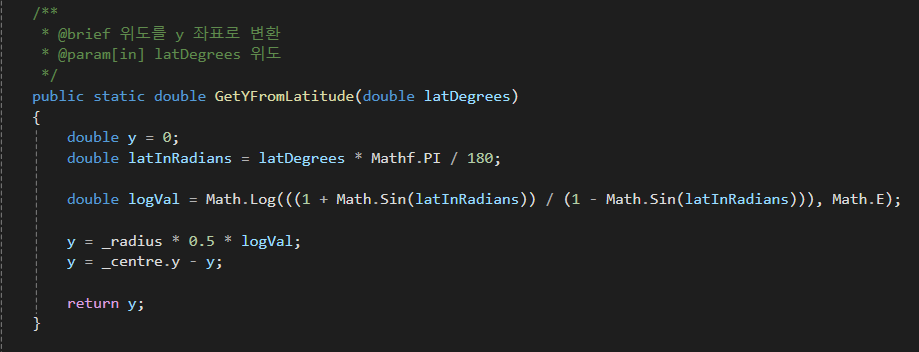 /**
* @brief 위도를 y 좌표로 변환
* @param[in] latDegrees 위도
*/
public static double GetYFromLatitude(double latDegrees)
{
double y = 0;
double latInRadians = latDegrees * Mathf.PI / 180;
double logVal = Math.Log(((1 + Math.Sin(latInRadians)) / (1 - Math.Sin(latInRadians))), Math.E);
y = _radius * 0.5 * logVal;
y = _centre.y - y;
return y;
}